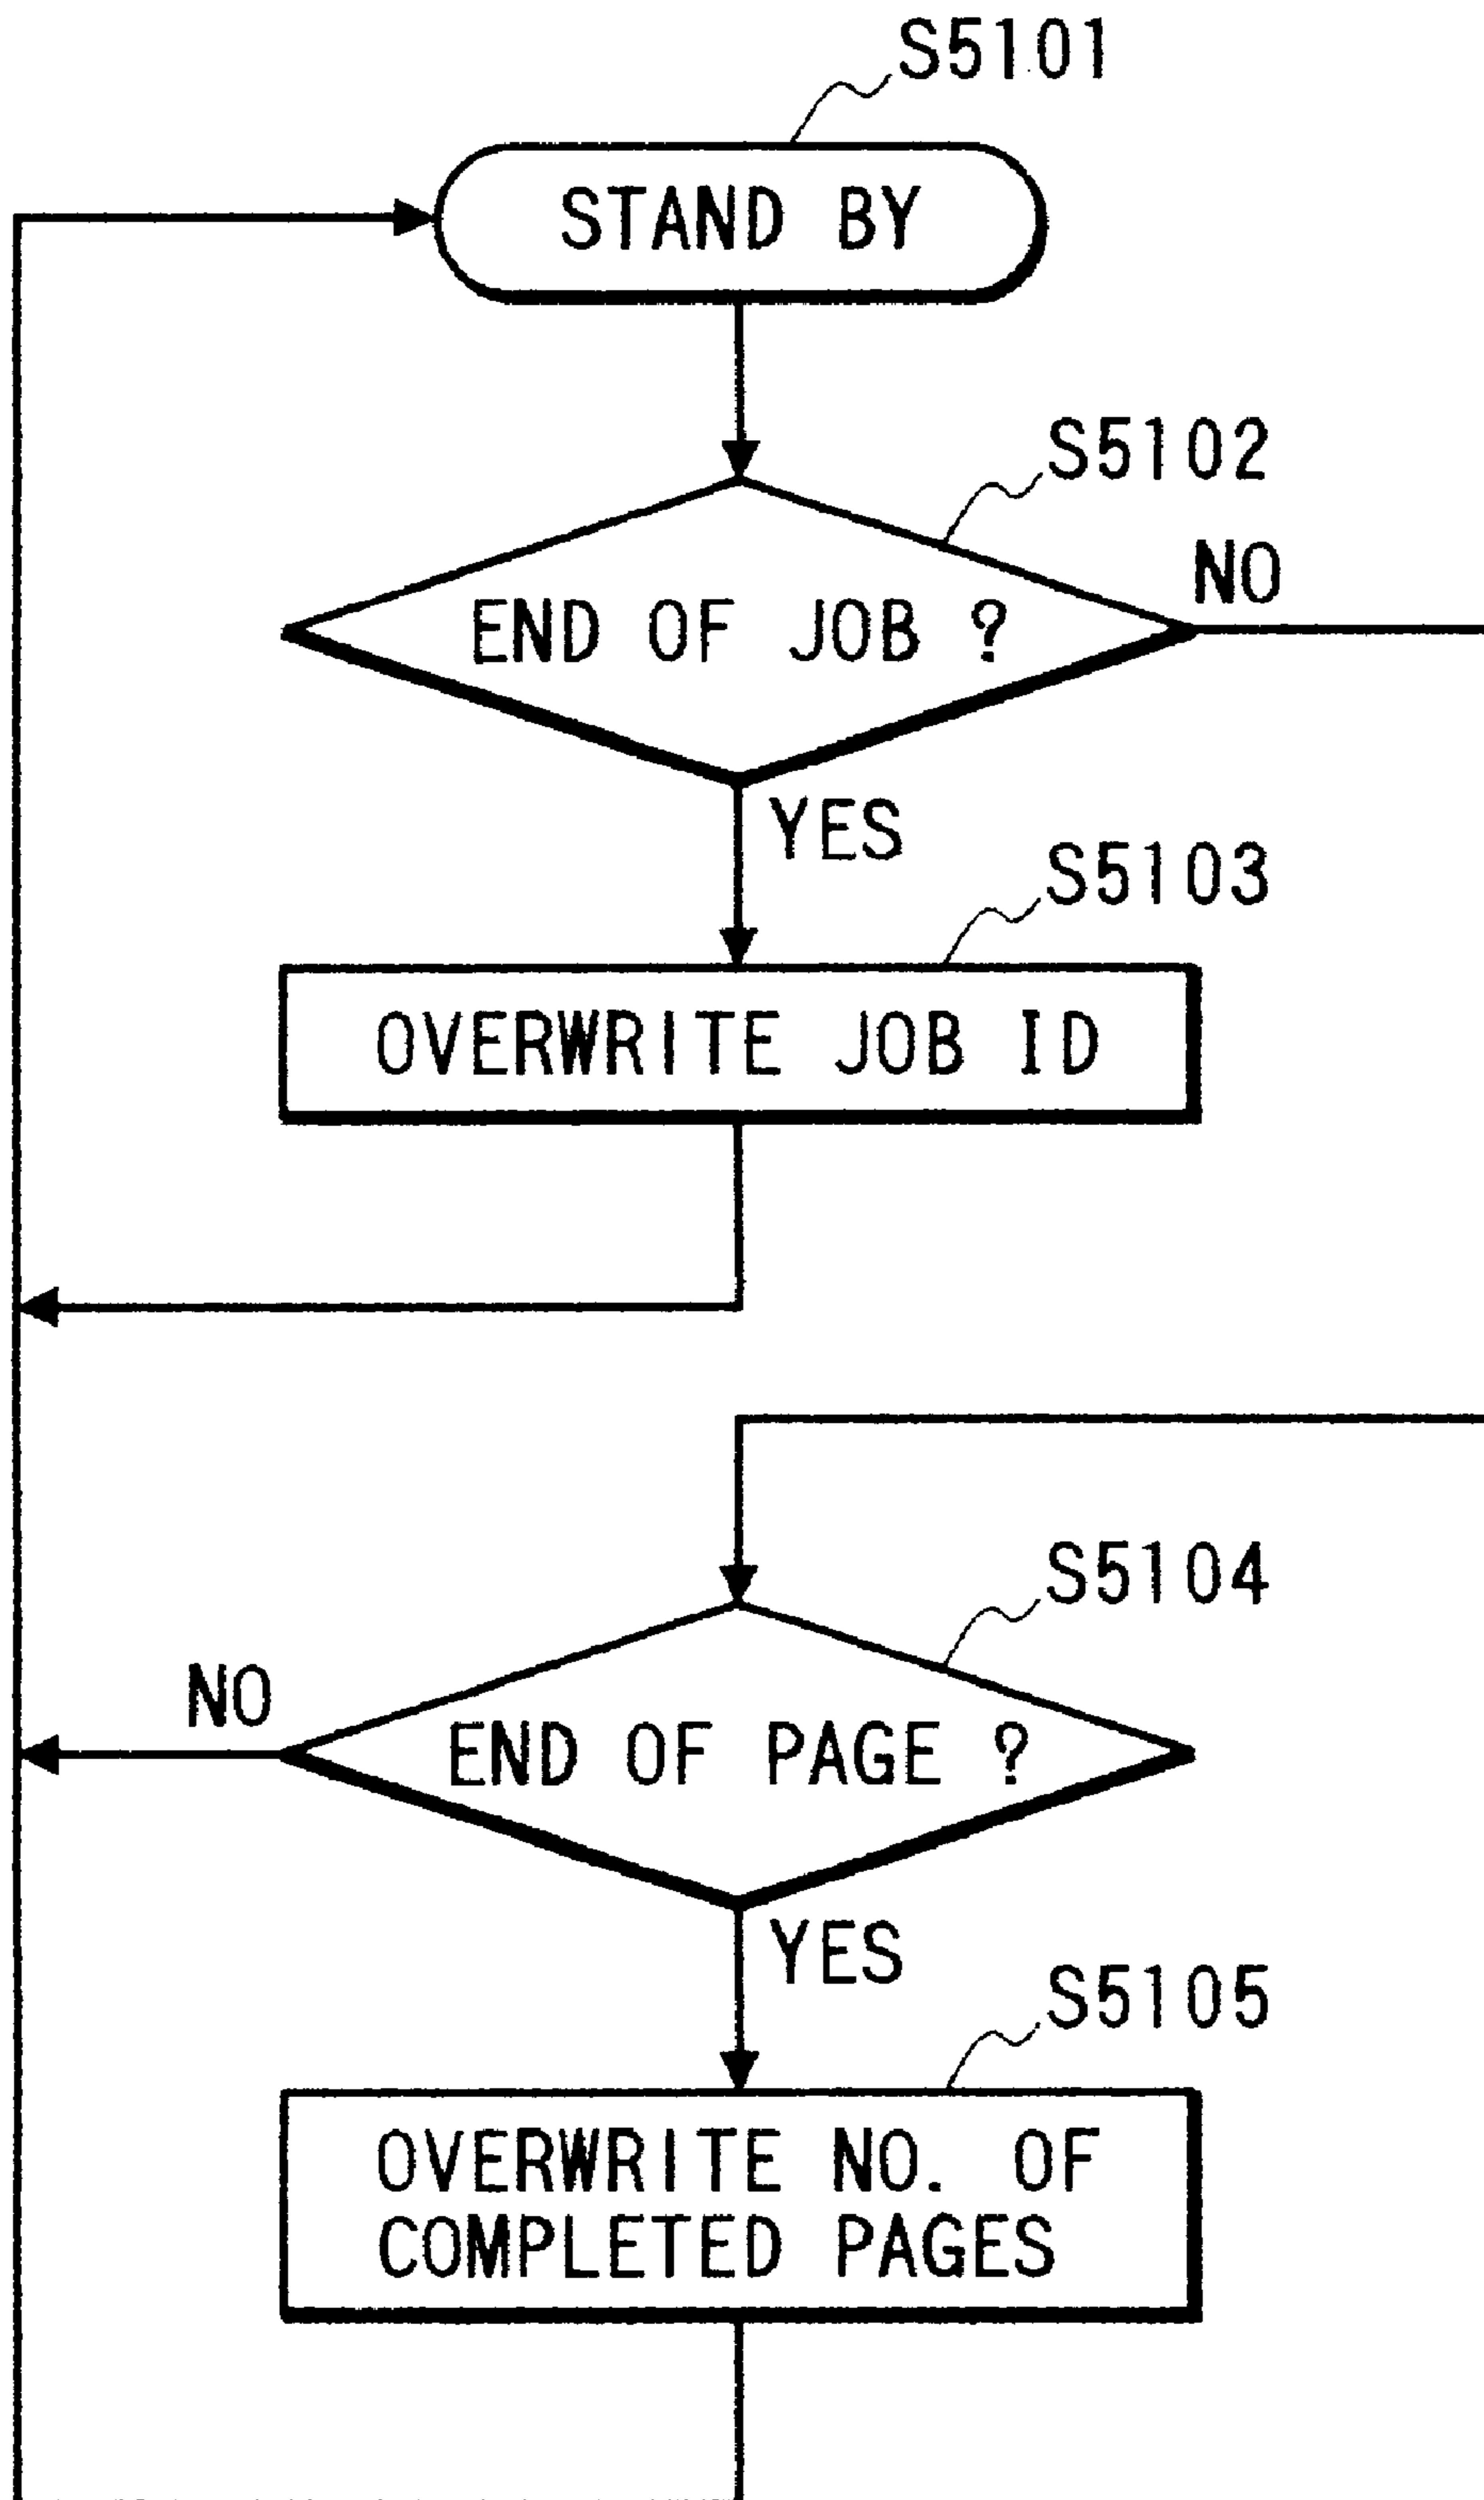 S5101
STAND BY
S5102
NO
END OF JOB ?
YES
S5103
OVERWRITE JOB ID
S5104
NO
END OF PAGE ?
YES
S5105
OVERWRITE NO. OF
COMPLETED PAGES